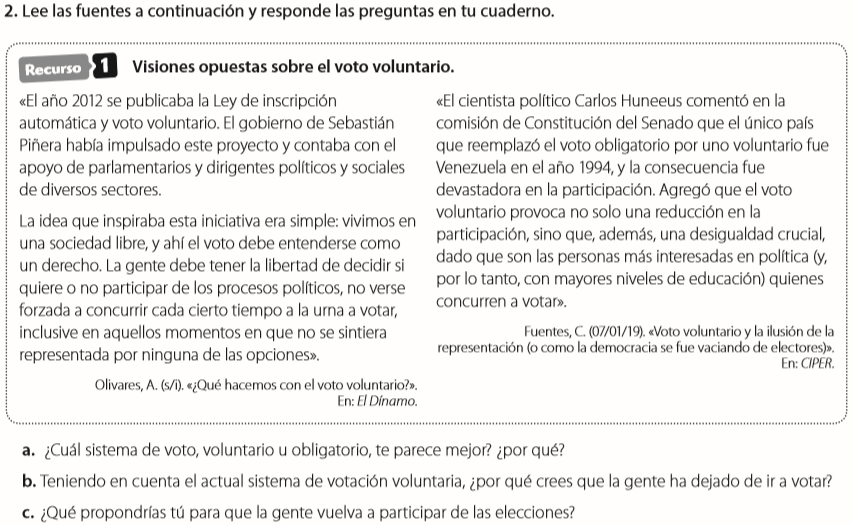 2. Lee las fuentes a continuación y responde las preguntas en tu cuaderno.
Recurso 1 Visiones opuestas sobre el voto voluntario.
«El año 2012 se publicaba la Ley de inscripción
automática y voto voluntario. El gobierno de Sebastián
Piñera había impulsado este proyecto y contaba con el
apoyo de parlamentarios y dirigentes políticos y sociales
de diversos sectores.
La idea que inspiraba esta iniciativa era simple: vivimos en
una sociedad libre, y ahí el voto debe entenderse como
un derecho. La gente debe tener la libertad de decidir si
quiere o no participar de los procesos políticos, no verse
forzada a concurrir cada cierto tiempo a la urna a votar,
inclusive en aquellos momentos en que no se sintiera
representada por ninguna de las opciones».
Olivares, A. (s/i). «¿Qué hacemos con el voto voluntario?».
En: El Dínamo.
«El cientista político Carlos Huneeus comentó en la
comisión de Constitución del Senado que el único país
que reemplazó el voto obligatorio por uno voluntario fue
Venezuela en el año 1994, y la consecuencia fue
devastadora en la participación. Agregó que el voto
voluntario provoca no solo una reducción en la
participación, sino que, además, una desigualdad crucial,
dado que son las personas más interesadas en política (y,
por lo tanto, con mayores niveles de educación) quienes
concurren a votar».
Fuentes, C. (07/01/19). «Voto voluntario y la ilusión de la
representación (o como la democracia se fue vaciando de electores)».
En: CIPER.
a. ¿Cuál sistema de voto, voluntario u obligatorio, te parece mejor? ¿por qué?
b. Teniendo en cuenta el actual sistema de votación voluntaria, ¿por qué crees que la gente ha dejado de ir a votar?
c. ¿Qué propondrías tú para que la gente vuelva a participar de las elecciones?